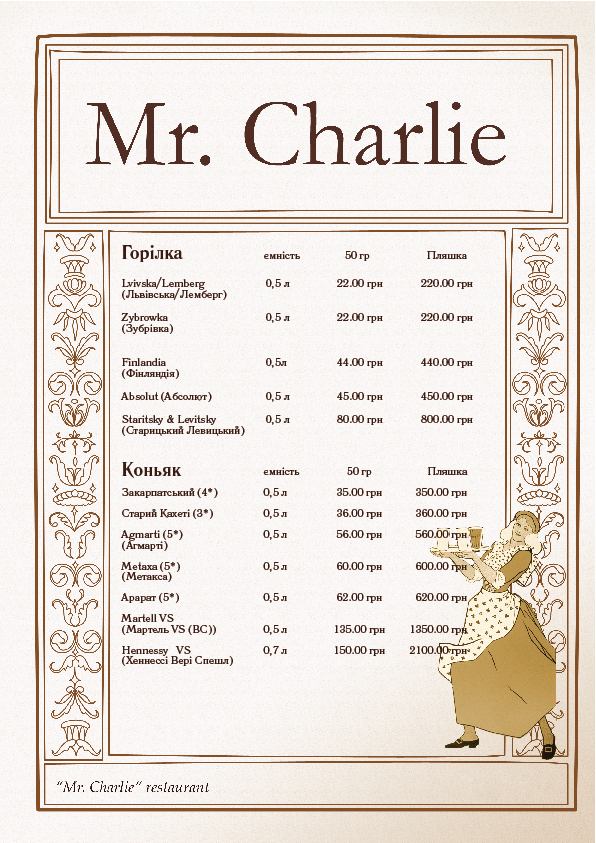 Mr. Charlie
Горілка ємність 50 гр Пляшка
Lvivska/Lemberg 0,5 л 22.00 грн 220.00 грн
(Львівська/Лемберг)
Zybrowka 0,5 л 22.00 грн 220.00 грн
(Зубрівка)
Finlandia 0,5л 44.00 грн 440.00 грн
(Фінляндія)
Absolut (Абсолют) 0,5 л 45.00 грн 450.00 грн
Staritsky & Levitsky 0,5 л 80.00 грн 800.00 грн
(Старицький Левицький)
Коньяк ємність 50 гр Пляшка
Закарпатський (4*) 0,5 л 35.00 грн 350.00 грн
Старий Кахеті (3*) 0,5 л 36.00 грн 360.00 грн
Agmarti (5*) 0,5 л 56.00 грн 560.00 грн
(Агмарті)
Metaxa (5*) 0,5 л 60.00 грн 600.00 грн
(Метакса)
Арарат (5*) 0,5 л 62.00 грн 620.00 грн
Martell VS
(Мартель VS (ВС)) 0,5 л 135.00 грн 1350.00 грн
Hennessy VS 0,7 л 150.00 грн 2100.00 грн
(Хеннессі Вері Спешл)
"Mr. Charlie" restaurant